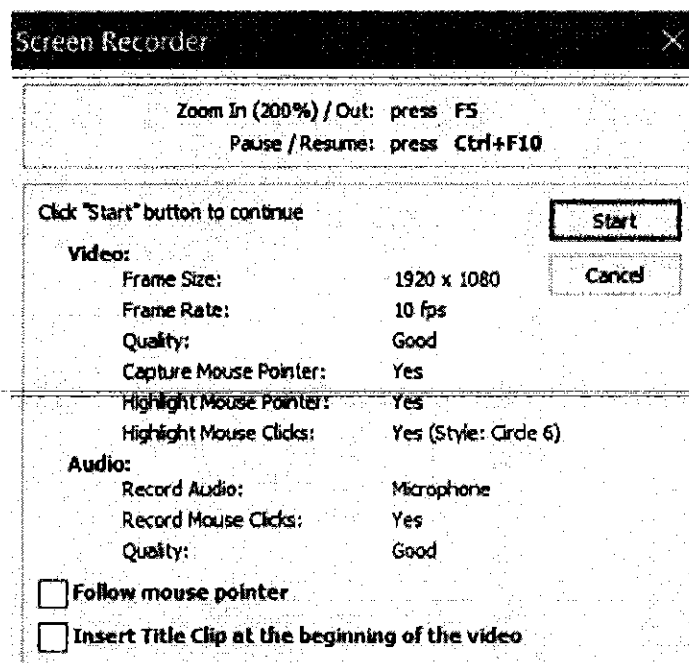 Screen Recorder
Zoom In (200%) / Out: press F5
Pause / Resume: press Ctrl+F10
Click "Start" button to continue
Start
Video:
Cancel
Frame Size: 1920 x 1080
Frame Rate: 10 fps
Quality: Good
Capture Mouse Pointer: Yes
Highlight Mouse Pointer: Yes
Highlight Mouse Clicks: Yes (Style: Circle 6)
Audio:
Record Audio: Microphone
Record Mouse Clicks: Yes
Quality: Good
Follow mouse pointer
Insert Title Clip at the beginning of the video